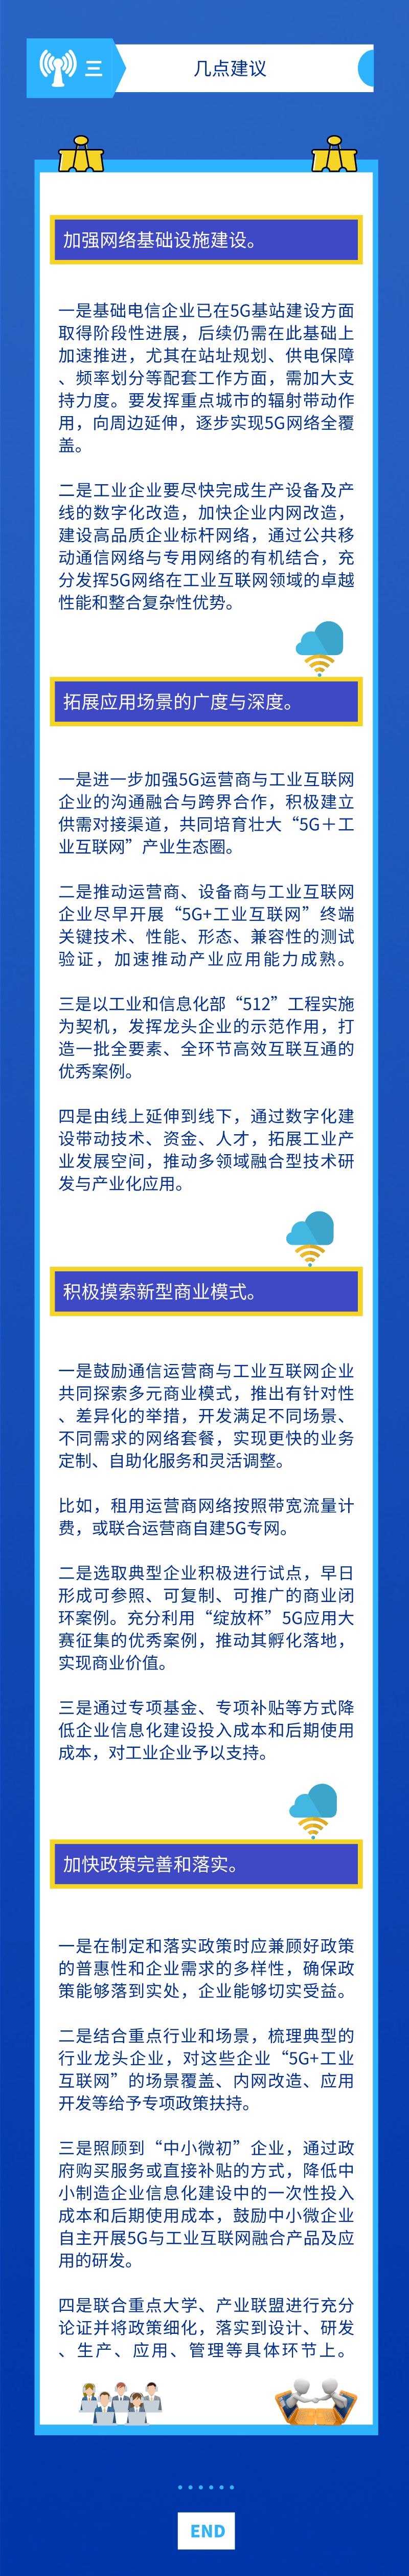 三
几点建议
加强网络基础设施建设。
一是基础电信企业已在5G基站建设方面
取得阶段性进展，后续仍需在此基础上
加速推进，尤其在站址规划、供电保障
、频率划分等配套工作方面，需加大支
持力度。要发挥重点城市的辐射带动作
用，向周边延伸，逐步实现5G网络全覆
盖。
二是工业企业要尽快完成生产设备及产
线的数字化改造，加快企业内网改造，
建设高品质企业标杆网络，通过公共移
动通信网络与专用网络的有机结合，充
分发挥5G网络在工业互联网领域的卓越
性能和整合复杂性优势。
拓展应用场景的广度与深度。
一是进一步加强5G运营商与工业互联网
企业的沟通融合与跨界合作，积极建立
供需对接渠道，共同培育壮大“5G＋工
业互联网”产业生态圈。
二是推动运营商、设备商与工业互联网
企业尽早开展“5G+工业互联网”终端
关键技术、性能、形态、兼容性的测试
验证，加速推动产业应用能力成熟。
三是以工业和信息化部“512”工程实施
为契机，发挥龙头企业的示范作用，打
造一批全要素、全环节高效互联互通的
优秀案例。
四是由线上延伸到线下，通过数字化建
设带动技术、资金、人才，拓展工业产
业发展空间，推动多领域融合型技术研
发与产业化应用。
积极摸索新型商业模式。
一是鼓励通信运营商与工业互联网企业
共同探索多元商业模式，推出有针对性
、差异化的举措，开发满足不同场景、
不同需求的网络套餐，实现更快的业务
定制、自助化服务和灵活调整。
比如，租用运营商网络按照带宽流量计
费，或联合运营商自建5G专网。
二是选取典型企业积极进行试点，早日
形成可参照、可复制、可推广的商业闭
环案例。充分利用“绽放杯”5G应用大
赛征集的优秀案例，推动其孵化落地，
实现商业价值。
三是通过专项基金、专项补贴等方式降
低企业信息化建设投入成本和后期使用
成本，对工业企业予以支持。
加快政策完善和落实。
一是在制定和落实政策时应兼顾好政策
的普惠性和企业需求的多样性，确保政
策能够落到实处，企业能够切实受益。
二是结合重点行业和场景，梳理典型的
行业龙头企业，对这些企业“5G+工业
互联网”的场景覆盖、内网改造、应用
开发等给予专项政策扶持。
三是照顾到“中小微初”企业，通过政
府购买服务或直接补贴的方式，降低中
小制造企业信息化建设中的一次性投入
成本和后期使用成本，鼓励中小微企业
自主开展5G与工业互联网融合产品及应
用的研发。
四是联合重点大学、产业联盟进行充分
论证并将政策细化，落实到设计、研发
、生产、应用、管理等具体环节上。
END